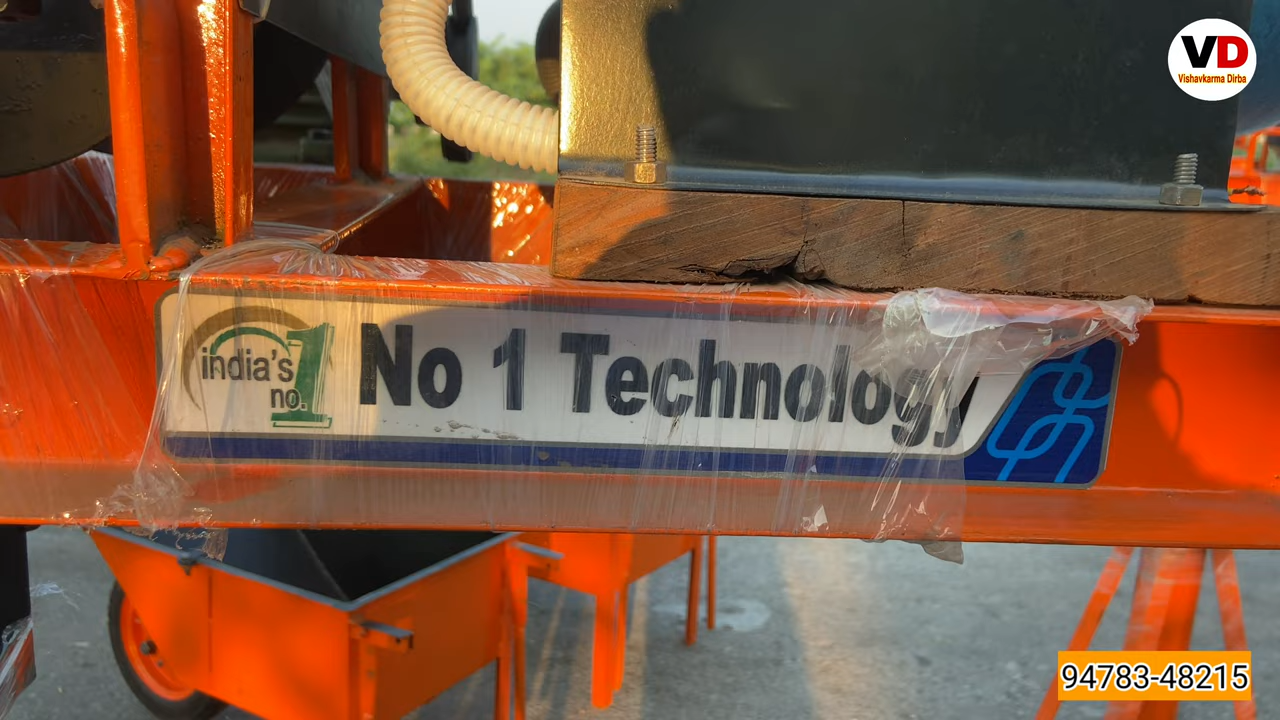 VD
Vishavkarma Dirba
india's
no. 1
No 1 Technology
94783-48215